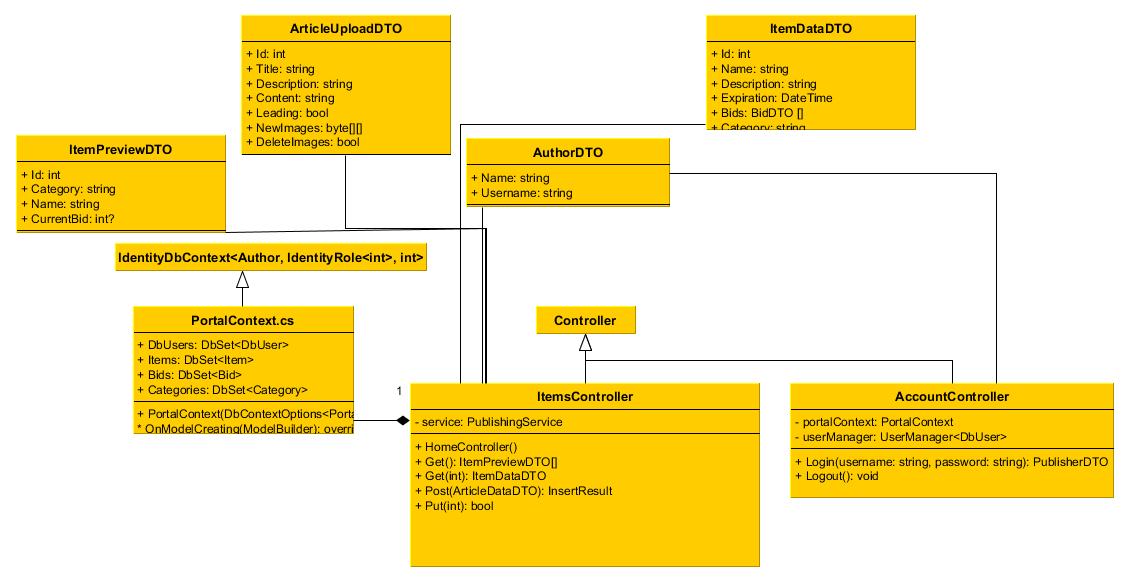 ArticleUploadDTO
+ Id: int
+ Title: string
+ Description: string
+ Content: string
+ Leading: bool
+ NewImages: byte[][]
+ DeleteImages: bool
ItemDataDTO
+ Id: int
+ Name: string
+ Description: string
+ Expiration: DateTime
+ Bids: BidDTO []
+ Category: string
ItemPreviewDTO
+ Id: int
+ Category: string
+ Name: string
+ CurrentBid: int?
AuthorDTO
+ Name: string
+ Username: string
IdentityDbContext<Author, IdentityRole<int>, int>
PortalContext.cs
+ DbUsers: DbSet<DbUser>
+ Items: DbSet<Item>
+ Bids: DbSet<Bid>
+ Categories: DbSet<Category>
+ PortalContext(DbContextOptions<Porta
* OnModelCreating(ModelBuilder): overri
Controller
1
ItemsController
- service: PublishingService
+ HomeController()
+ Get(): ItemPreviewDTO[]
+ Get(int): ItemDataDTO
+ Post(ArticleDataDTO): InsertResult
+ Put(int): bool
AccountController
- portalContext: PortalContext
- userManager: UserManager<DbUser>
+ Login(username: string, password: string): PublisherDTO
+ Logout(): void